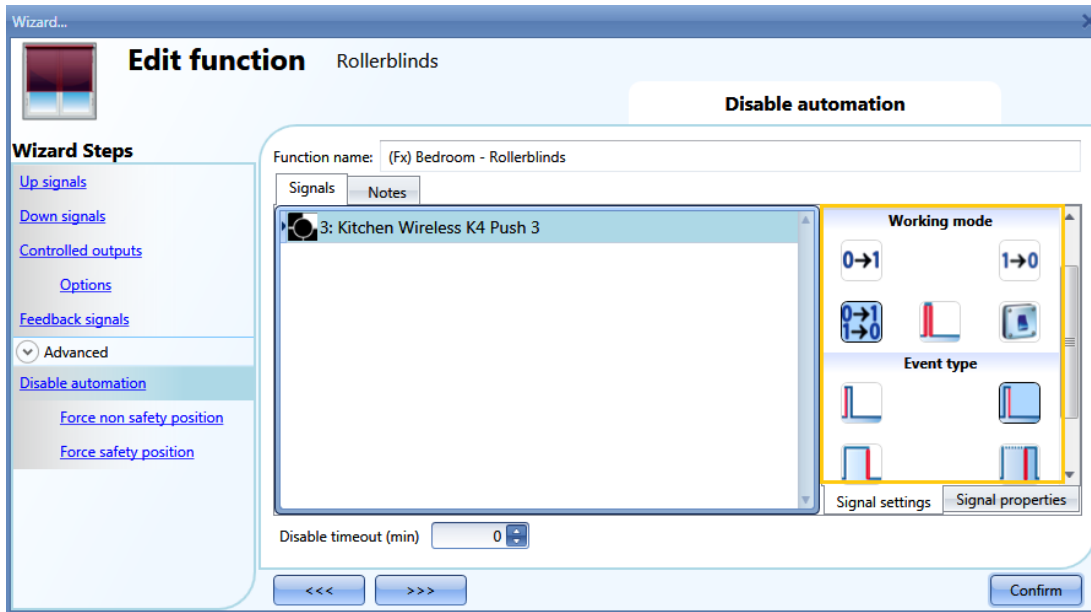 Wizard...
Edit function Rollerblinds
Disable automation
Wizard Steps
Up signals
Down signals
Controlled outputs
Options
Feedback signals
Advanced
Disable automation
Force non safety position
Force safety position
Function name: (Fx) Bedroom - Rollerblinds
Signals Notes
3: Kitchen Wireless K4 Push 3
Working mode
0→1 1→0
0→1
1→0
Event type
Signal settings Signal properties
Disable timeout (min) 0
<<< >>> Confirm